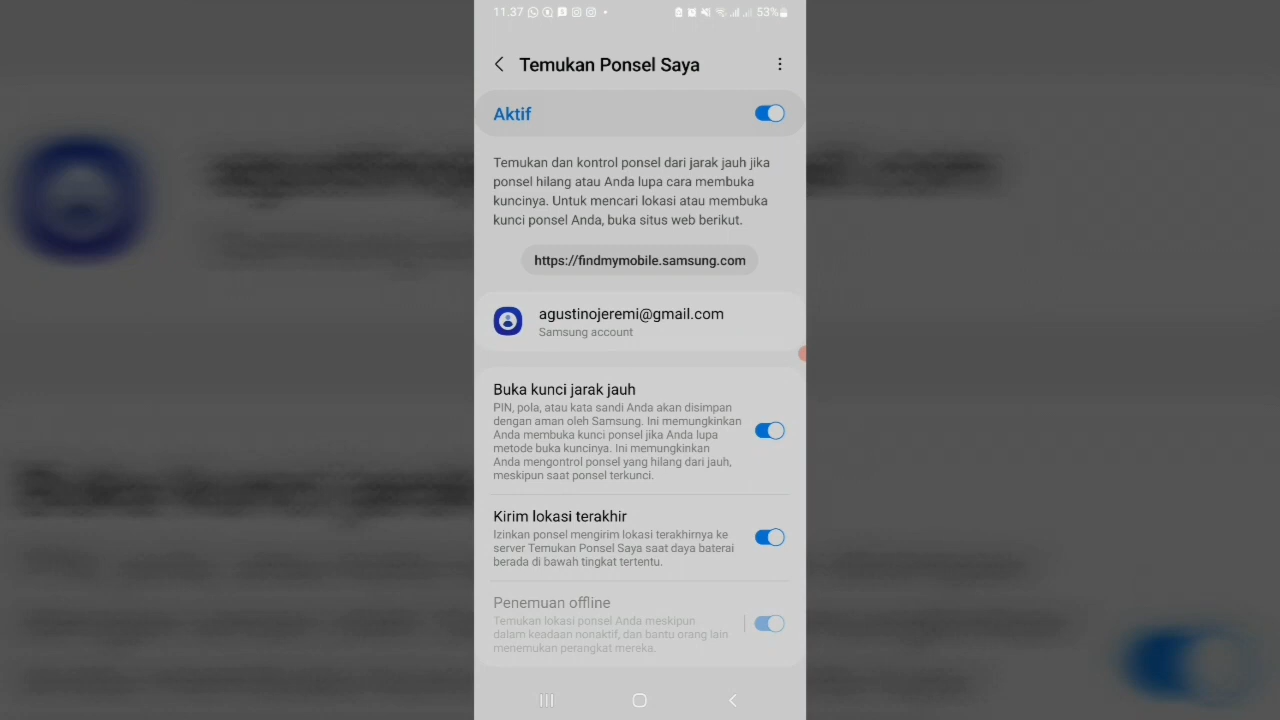 11.37
53%
Temukan Ponsel Saya
Aktif
Temukan dan kontrol ponsel dari jarak jauh jika
ponsel hilang atau Anda lupa cara membuka
kuncinya. Untuk mencari lokasi atau membuka
kunci ponsel Anda, buka situs web berikut.
https://findmymobile.samsung.com
agustinojeremi@gmail.com
Samsung account
Buka kunci jarak jauh
PIN, pola, atau kata sandi Anda akan disimpan
dengan aman oleh Samsung. Ini memungkinkan
Anda membuka kunci ponsel jika Anda lupa
metode buka kuncinya. Ini memungkinkan
Anda mengontrol ponsel yang hilang dari jauh,
meskipun saat ponsel terkunci.
Kirim lokasi terakhir
Izinkan ponsel mengirim lokasi terakhirnya ke
server Temukan Ponsel Saya saat daya baterai
berada di bawah tingkat tertentu.
Penemuan offline
Temukan lokasi ponsel Anda meskipun
dalam keadaan nonaktif, dan bantu orang lain
menemukan perangkat mereka.